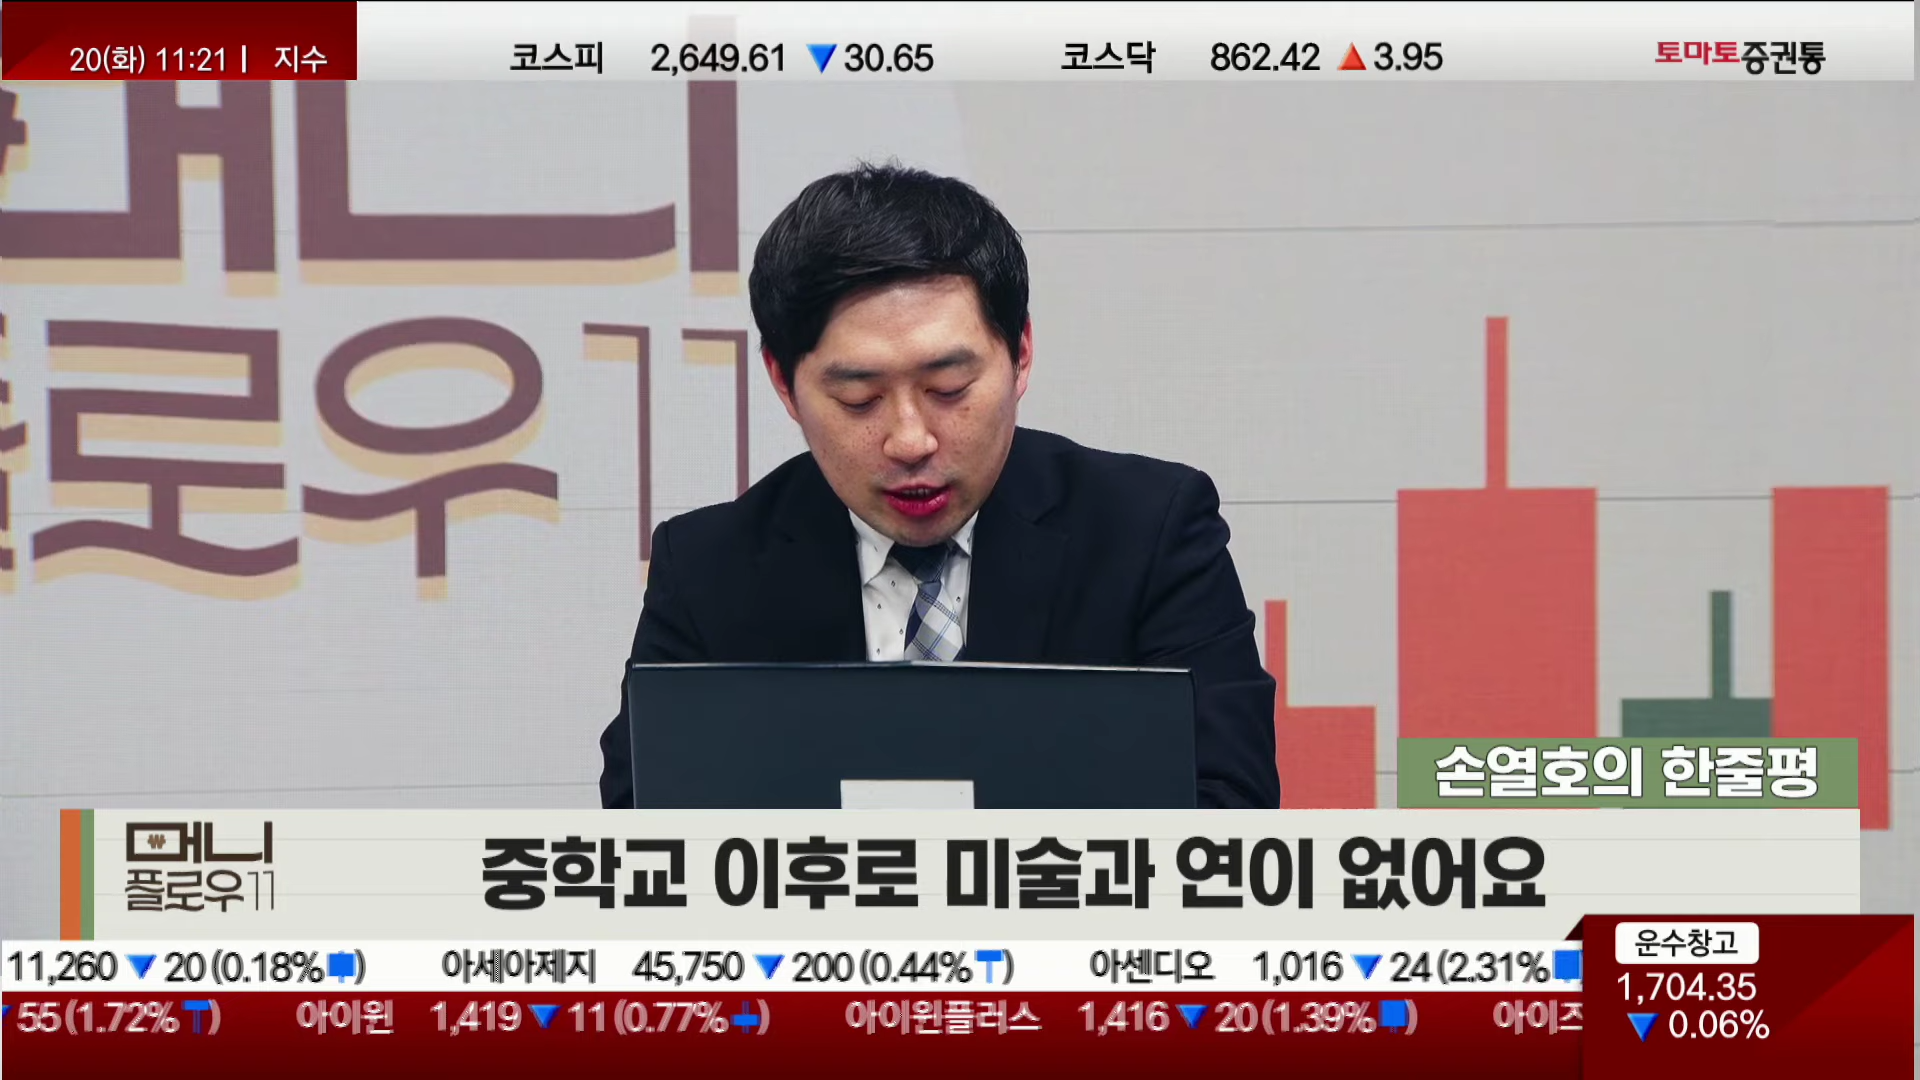 20(화) 11:21 | 지수 코스피 2,649.61 ▼ 30.65 코스닥 862.42 ▲ 3.95 토마토증권통
머니
플로우11
손열호의 한줄평
머니
플로우11
중학교 이후로 미술과 연이 없어요
11,260 ▼ 20 (0.18%) 아세아제지 45,750 ▼ 200 (0.44%) 아센디오 1,016 ▼ 24 (2.31%
55 (1.72%) 아이원 1,419 ▼ 11 (0.77%) 아이원플러스 1,416 ▼ 20 (1.39%) 아이즈
운수창고
1,704.35
▼ 0.06%